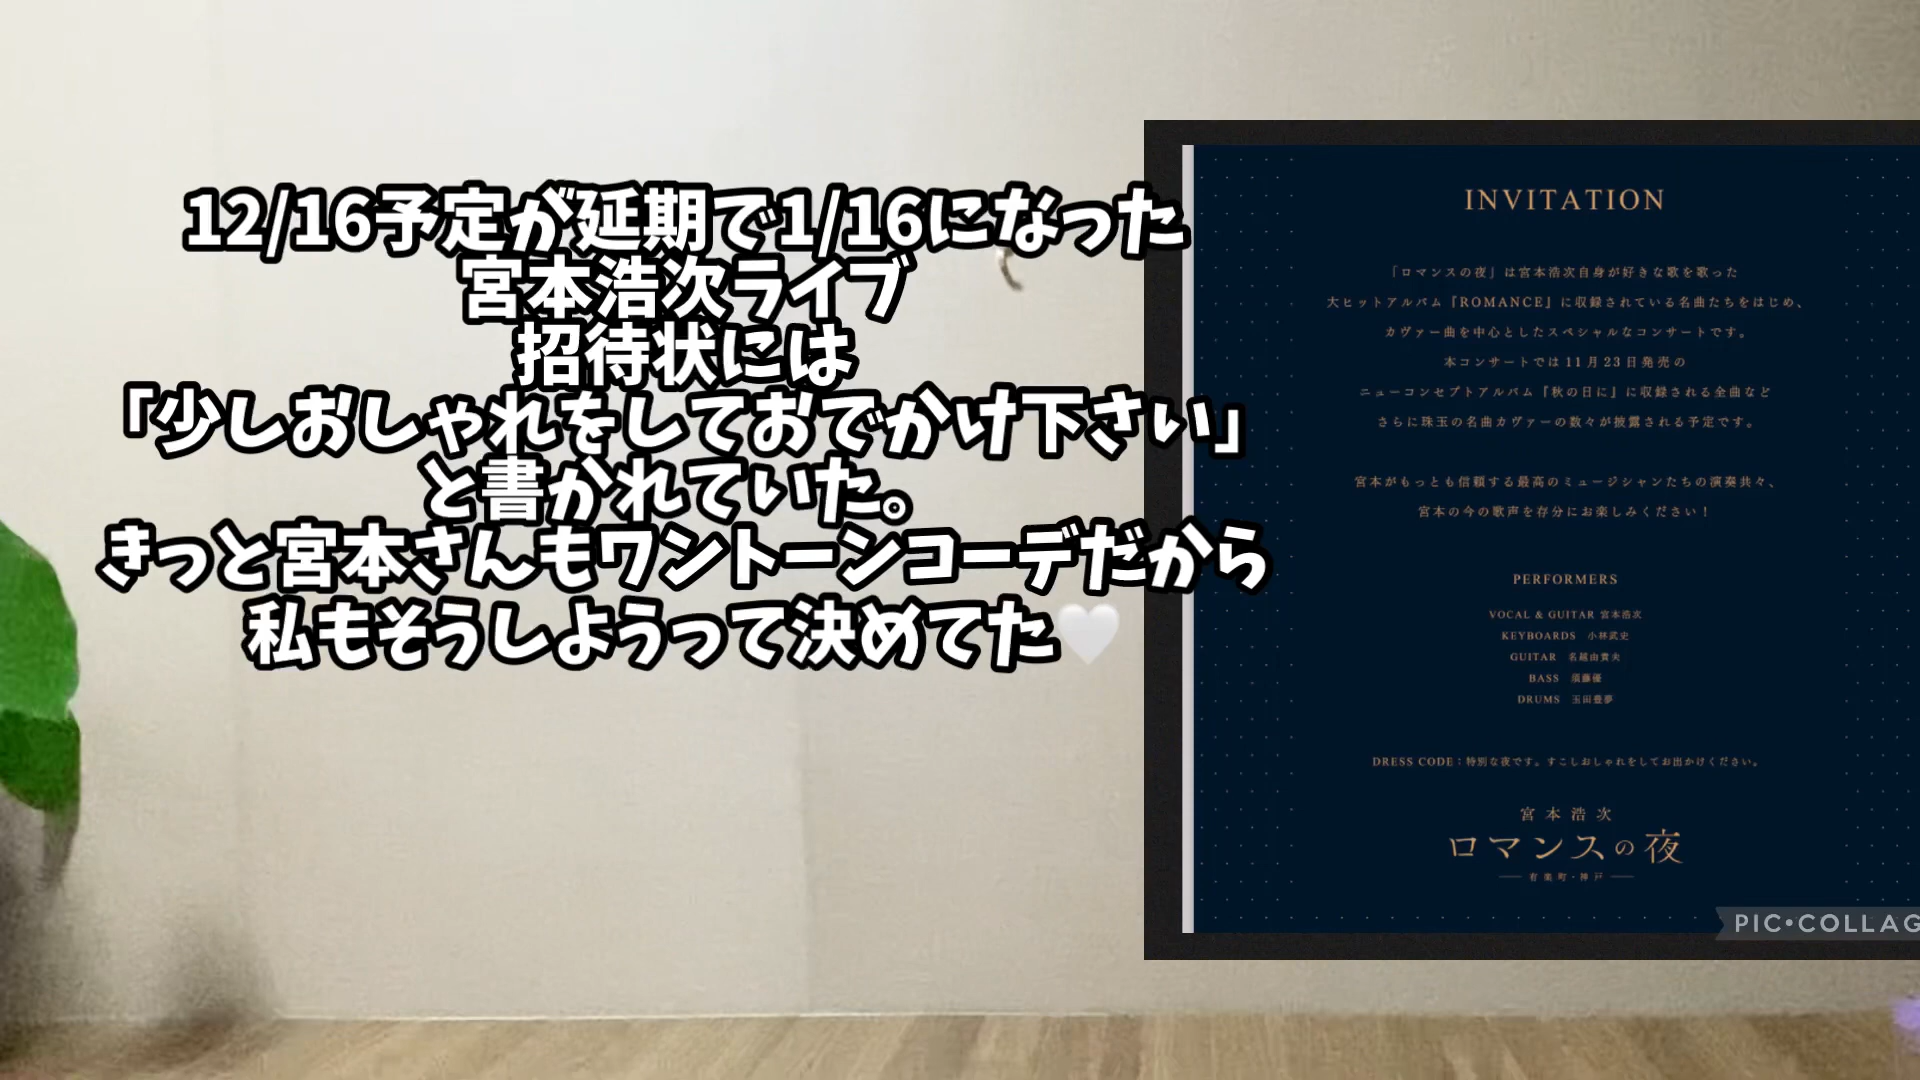 12/16予定が延期で1/16になった
宮本浩次ライブ
招待状には
「少しおしゃれをしておでかけ下さい」
と書かれていた。
きっと宮本さんもワントーンコーデだから
私もそうしようって決めてた🤍
INVITATION
「ロマンスの夜」は宮本浩次自身が好きな歌を歌った
大ヒットアルバム『ROMANCE』に収録されている名曲たちをはじめ、
カヴァー曲を中心としたスペシャルなコンサートです。
本コンサートでは11月23日発売の
ニューコンセプトアルバム『秋の日に』に収録される全曲など
さらに珠玉の名曲カヴァーの数々が披露される予定です。
宮本がもっとも信頼する最高のミュージシャンたちの演奏共々、
宮本の今の歌声を存分にお楽しみください！
PERFORMERS
VOCAL & GUITAR 宮本浩次
KEYBOARDS 小林武史
GUITAR 名越由貴夫
BASS 須藤優
DRUMS 玉田豊夢
DRESS CODE：特別な夜です。すこしおしゃれをしてお出かけください。
宮本浩次
ロマンスの夜
有楽町・神戸
PIC•COLLAG